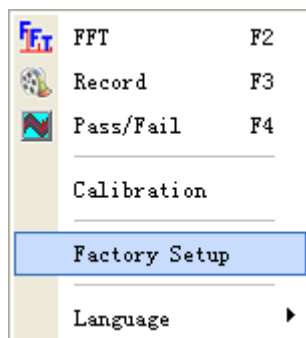 FFT F2
Record F3
Pass/Fail F4
Calibration
Factory Setup
Language